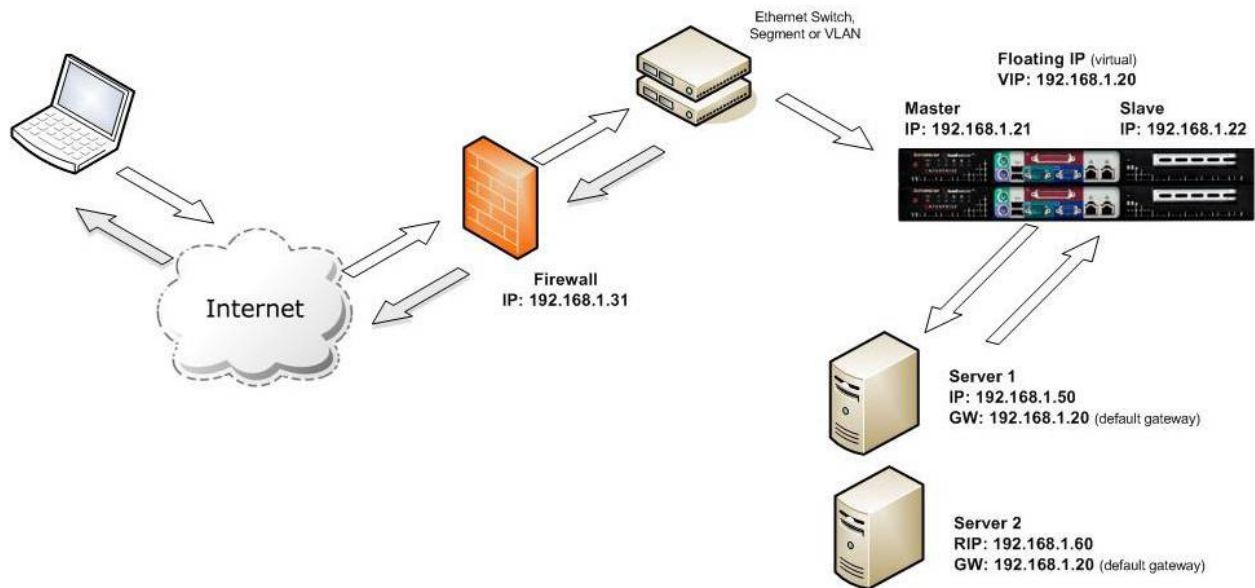 Ethernet Switch,
Segment or VLAN
Floating IP (virtual)
VIP: 192.168.1.20
Master
IP: 192.168.1.21
Slave
IP: 192.168.1.22
Firewall
IP: 192.168.1.31
Internet
Server 1
IP: 192.168.1.50
GW: 192.168.1.20 (default gateway)
Server 2
RIP: 192.168.1.60
GW: 192.168.1.20 (default gateway)